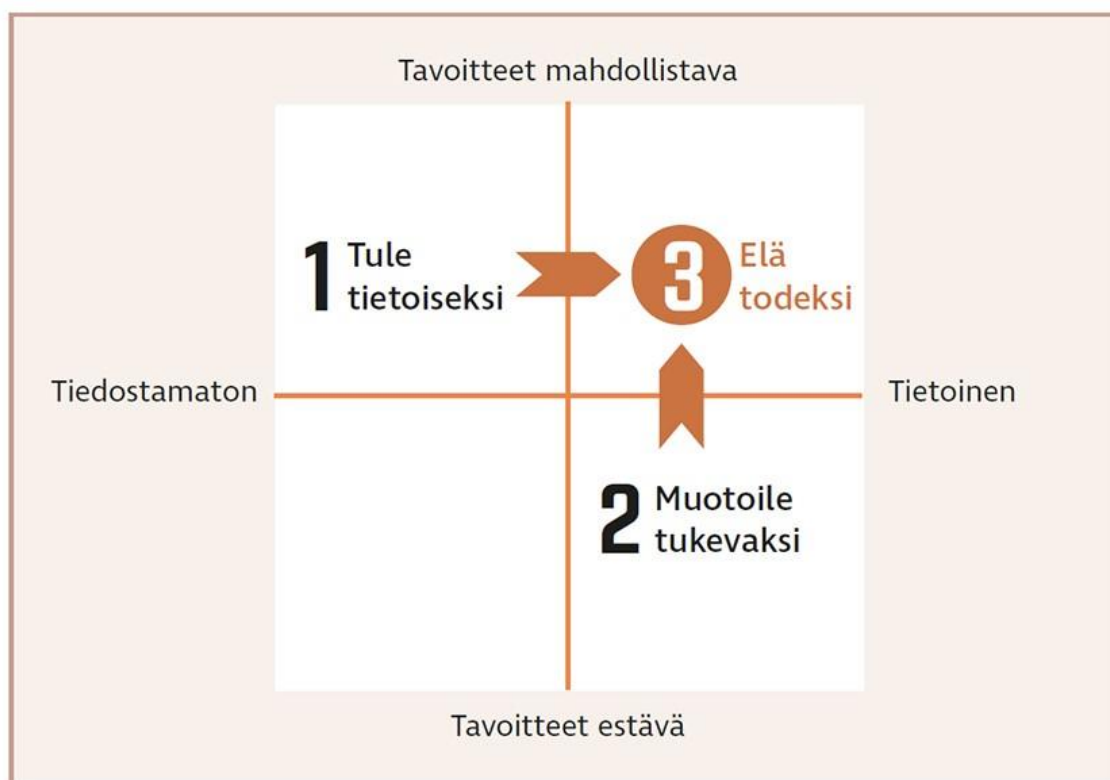 Tavoitteet mahdollistava
1 Tule
tietoiseksi
3 Elä
todeksi
Tiedostamaton
Tietoinen
2 Muotoile
tukevaksi
Tavoitteet estävä